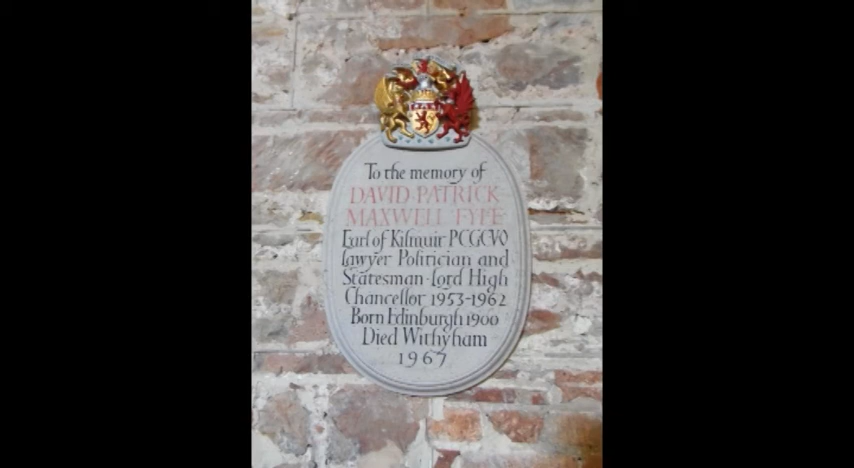 To the memory of
DAVID·PATRICK
MAXWELL FYFE
Earl of Kilmuir PC GCVO
Lawyer Politician and
Statesman·Lord High
Chancellor 1953-1962
Born Edinburgh 1900
Died Withyham
1967